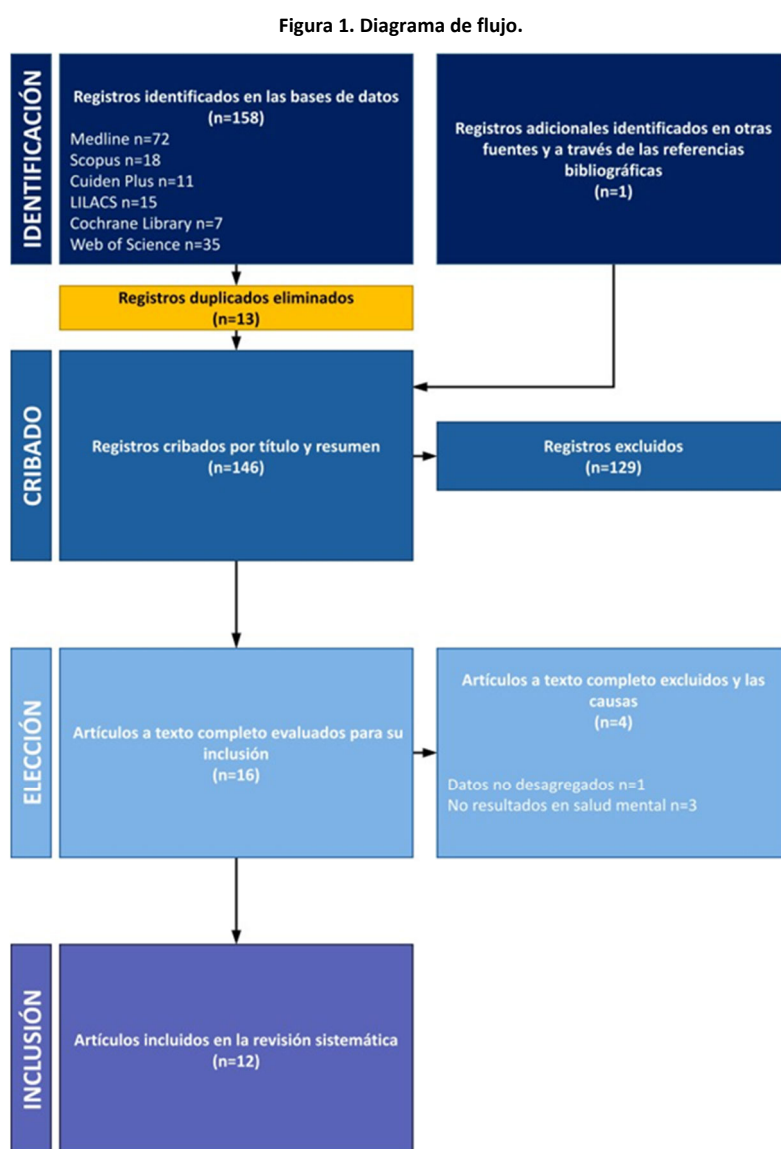 Figura 1. Diagrama de flujo.
IDENTIFICACIÓN
Registros identificados en las bases de datos
(n=158)
Medline n=72
Scopus n=18
Cuiden Plus n=11
LILACS n=15
Cochrane Library n=7
Web of Science n=35
Registros adicionales identificados en otras
fuentes y a través de las referencias
bibliográficas
(n=1)
Registros duplicados eliminados
(n=13)
CRIBADO
Registros cribados por título y resumen
(n=146)
Registros excluidos
(n=129)
ELECCIÓN
Artículos a texto completo evaluados para su
inclusión
(n=16)
Artículos a texto completo excluidos y las
causas
(n=4)
Datos no desagregados n=1
No resultados en salud mental n=3
INCLUSIÓN
Artículos incluidos en la revisión sistemática
(n=12)